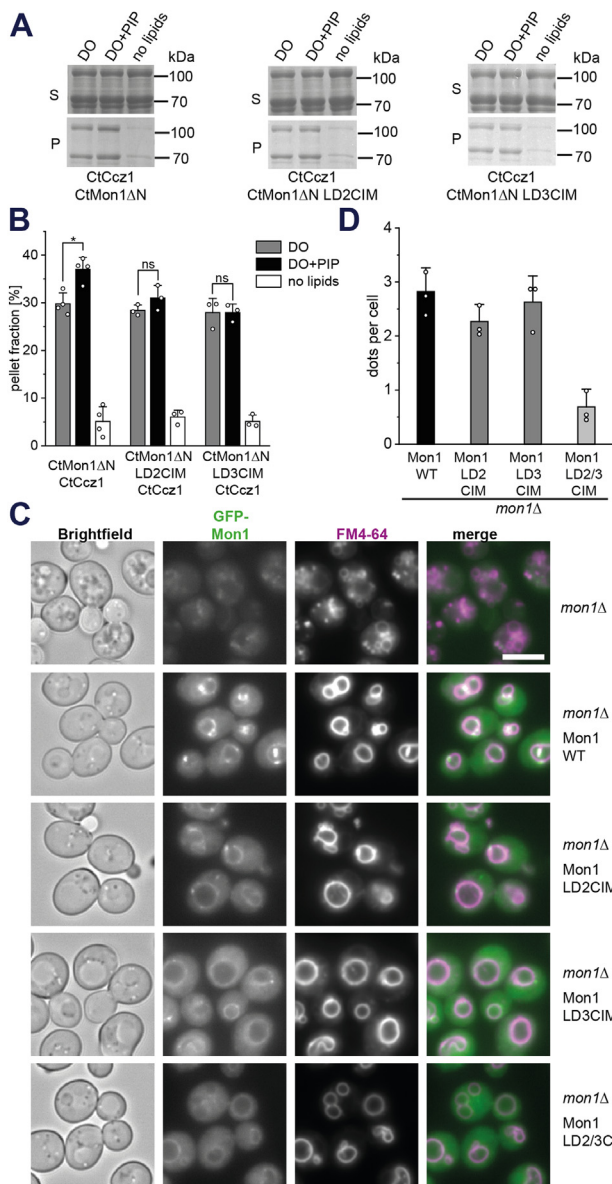 A
DO
DO+PIP
no lipids
kDa
DO
DO+PIP
no lipids
kDa
DO
DO+PIP
no lipids
kDa
S
100
70
S
100
70
S
100
70
P
100
70
P
100
70
P
100
70
CtCcz1
CtMon1ΔN
CtCcz1
CtMon1ΔN LD2CIM
CtCcz1
CtMon1ΔN LD3CIM
B
pellet fraction [%]
40
30
20
10
0
*
ns
ns
DO
DO+PIP
no lipids
CtMon1ΔN
CtCcz1
CtMon1ΔN
LD2CIM
CtCcz1
CtMon1ΔN
LD3CIM
CtCcz1
D
dots per cell
4
3
2
1
0
Mon1
WT
Mon1
LD2
CIM
Mon1
LD3
CIM
Mon1
LD2/3
CIM
mon1Δ
C
Brightfield
GFP-
Mon1
FM4-64
merge
mon1Δ
mon1Δ
Mon1
WT
mon1Δ
Mon1
LD2CIM
mon1Δ
Mon1
LD3CIM
mon1Δ
Mon1
LD2/3C